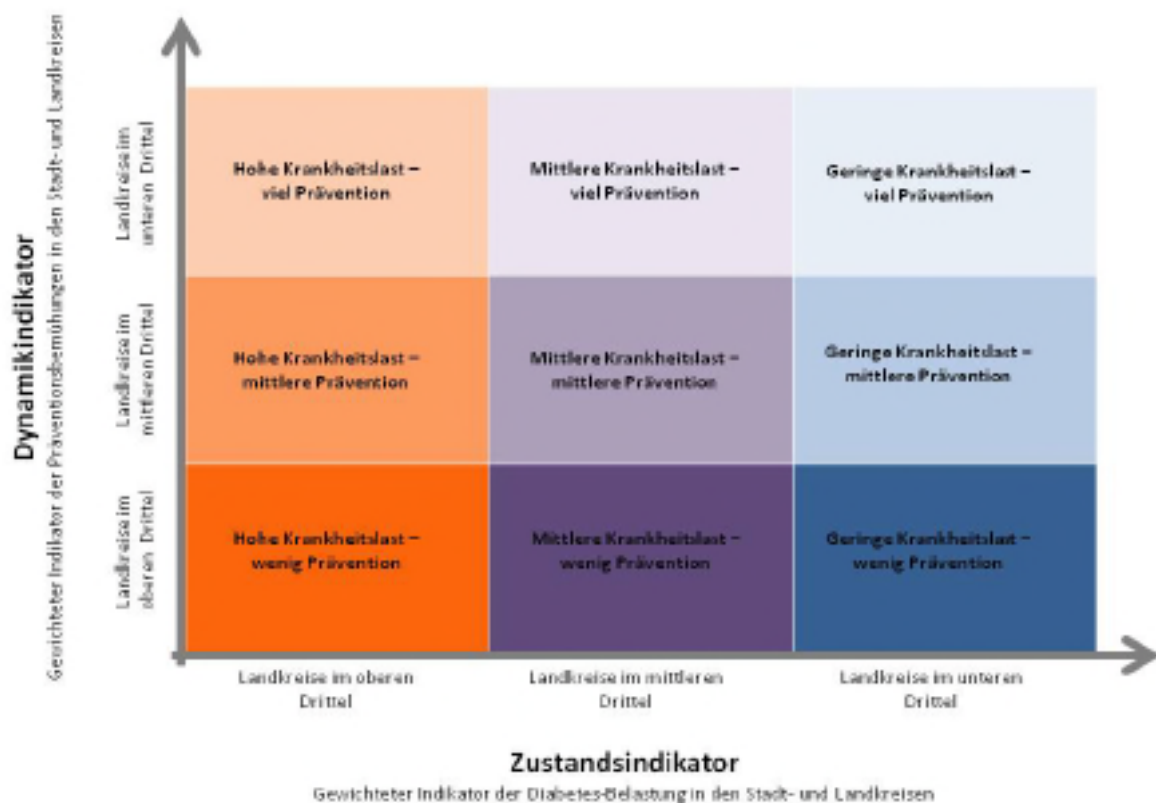 Dynamikindikator
Gewichteter Indikator der Präventionsbemühungen in den Stadt- und Landkreisen
Landkreise im
unteren Drittel
Landkreise im
mittleren Drittel
Landkreise im
oberen Drittel
Hohe Krankheitslast –
viel Prävention
Mittlere Krankheitslast –
viel Prävention
Geringe Krankheitslast –
viel Prävention
Hohe Krankheitslast –
mittlere Prävention
Mittlere Krankheitslast –
mittlere Prävention
Geringe Krankheitslast –
mittlere Prävention
Hohe Krankheitslast –
wenig Prävention
Mittlere Krankheitslast –
wenig Prävention
Geringe Krankheitslast –
wenig Prävention
Landkreise im oberen
Drittel
Landkreise im mittleren
Drittel
Landkreise im unteren
Drittel
Zustandsindikator
Gewichteter Indikator der Diabetes-Belastung in den Stadt- und Landkreisen